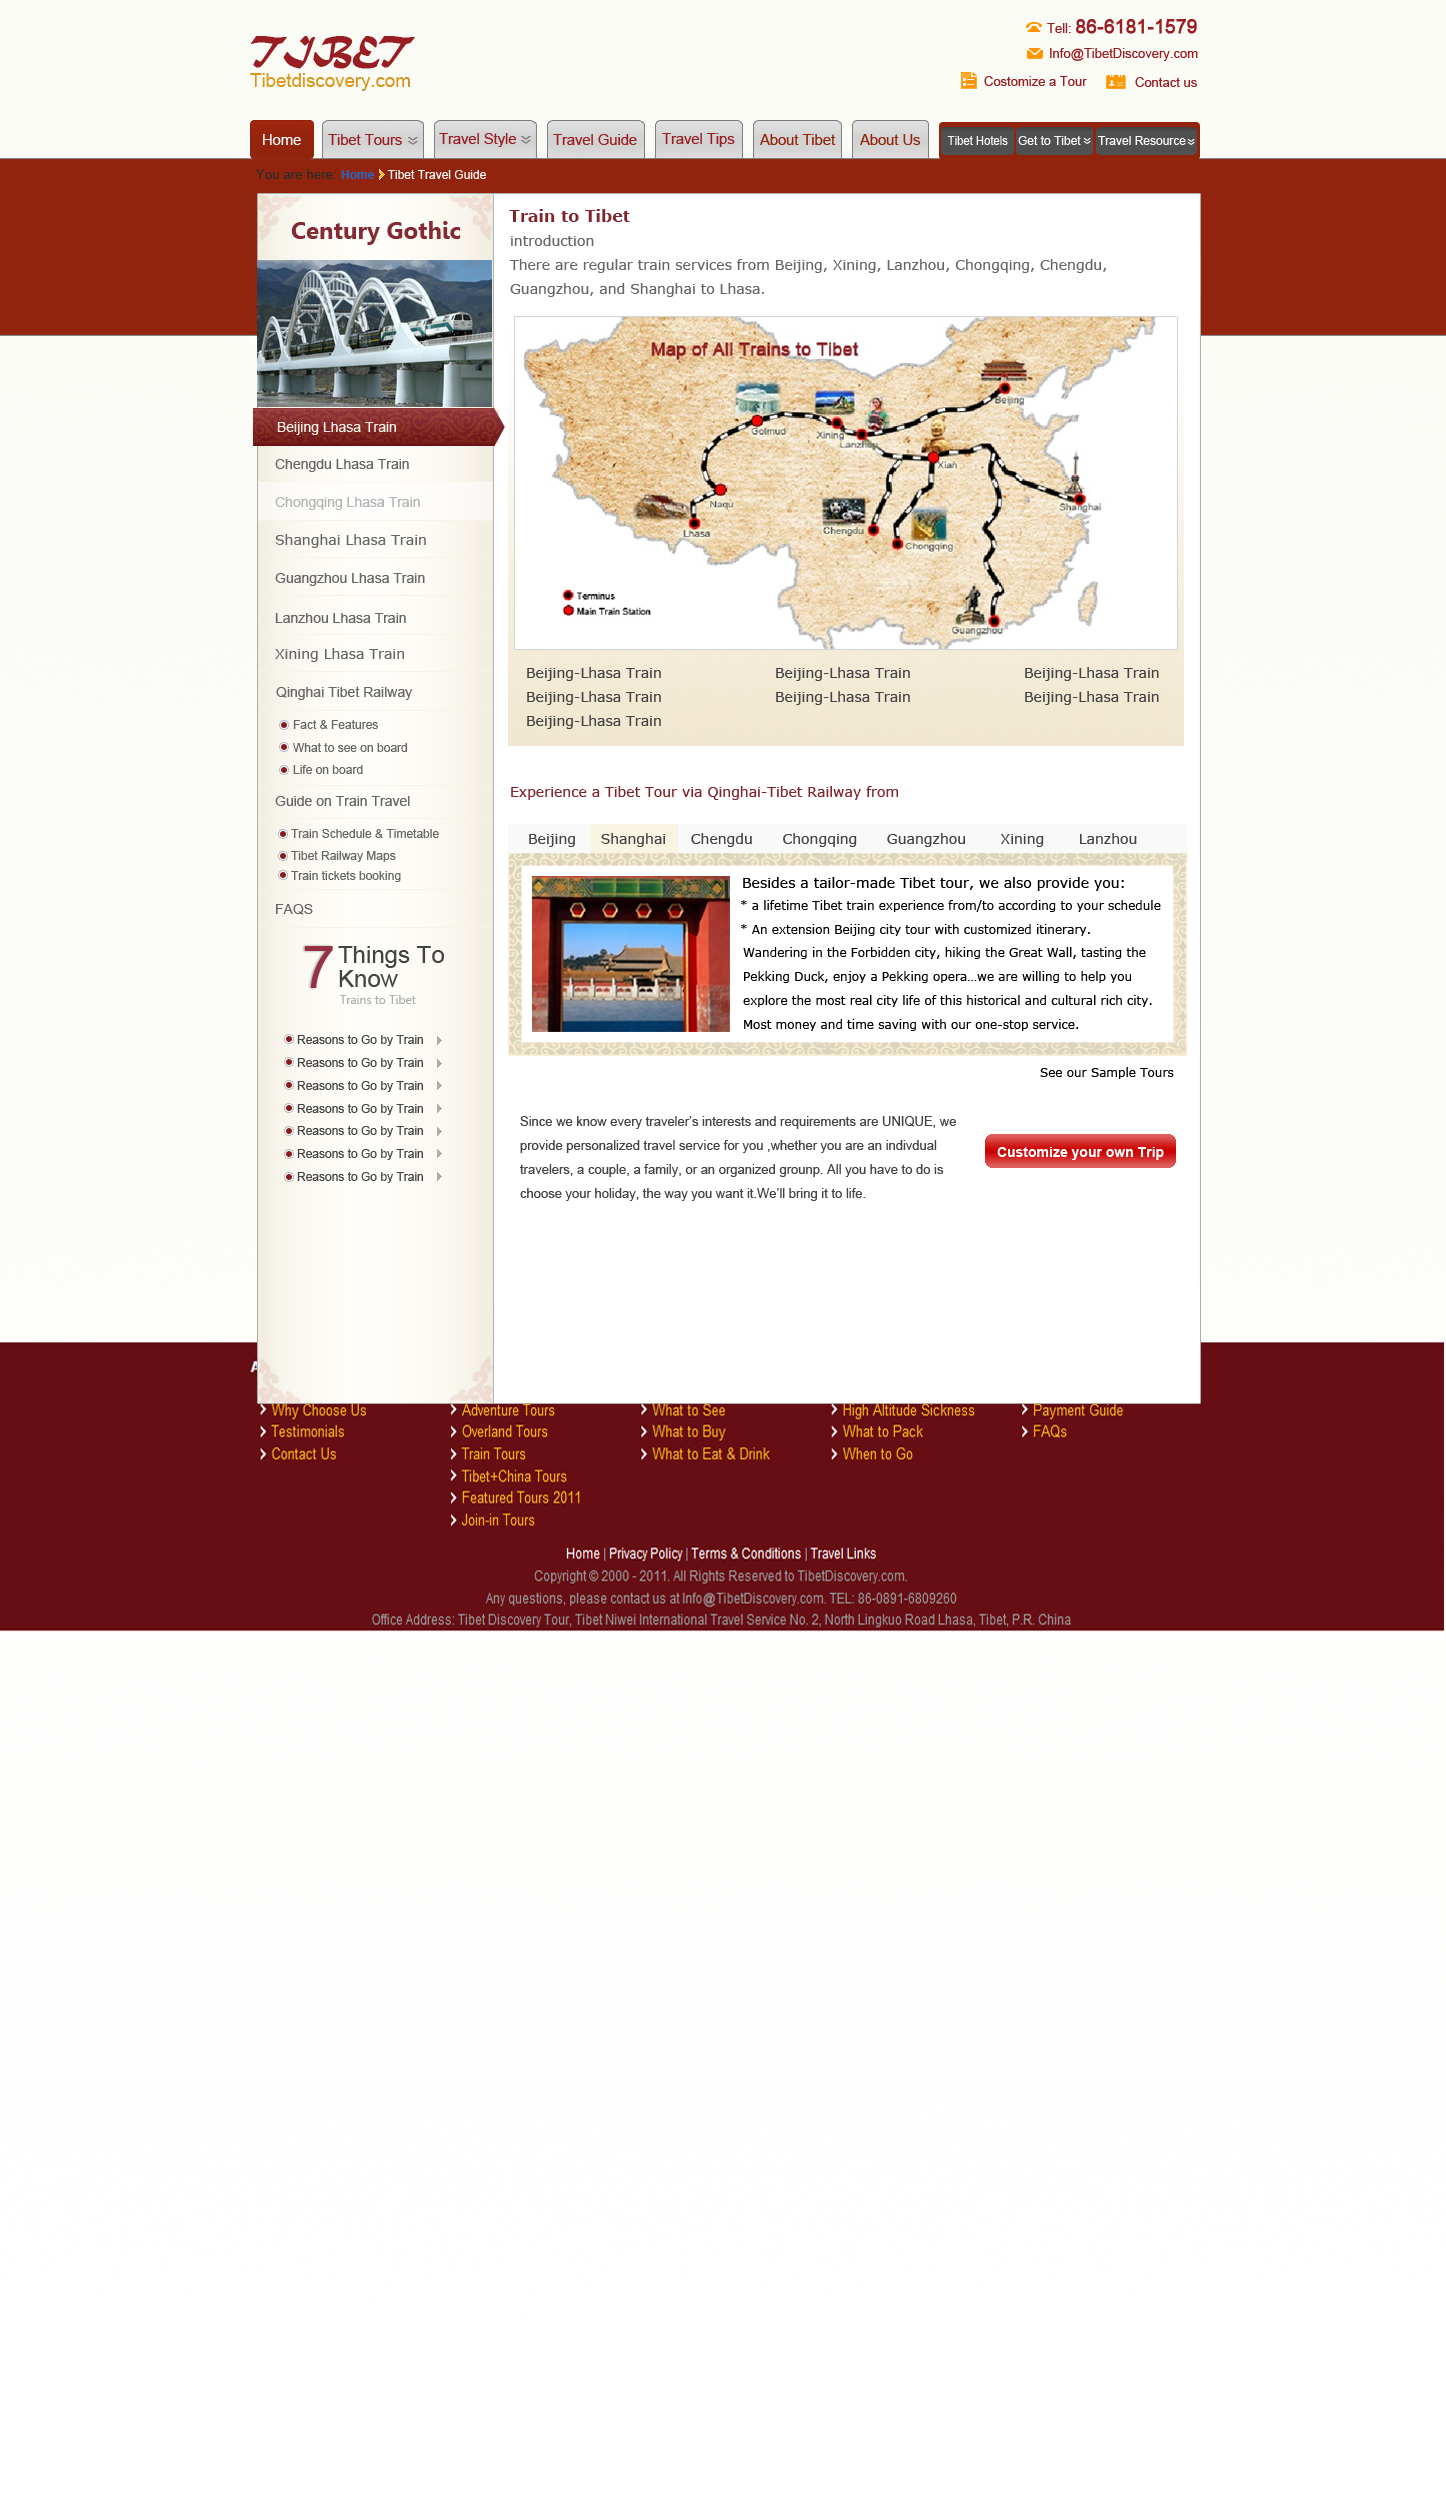 TIBET
Tibetdiscovery.com
Tell: 86-6181-1579
Info@TibetDiscovery.com
Costomize a Tour Contact us
Home Tibet Tours Travel Style Travel Guide Travel Tips About Tibet About Us Tibet Hotels Get to Tibet Travel Resource
You are here: Home Tibet Travel Guide
Century Gothic
Beijing Lhasa Train
Chengdu Lhasa Train
Chongqing Lhasa Train
Shanghai Lhasa Train
Guangzhou Lhasa Train
Lanzhou Lhasa Train
Xining Lhasa Train
Qinghai Tibet Railway
Fact & Features
What to see on board
Life on board
Guide on Train Travel
Train Schedule & Timetable
Tibet Railway Maps
Train tickets booking
FAQS
7 Things To
Know
Trains to Tibet
Reasons to Go by Train
Reasons to Go by Train
Reasons to Go by Train
Reasons to Go by Train
Reasons to Go by Train
Reasons to Go by Train
Reasons to Go by Train
Train to Tibet
introduction
There are regular train services from Beijing, Xining, Lanzhou, Chongqing, Chengdu,
Guangzhou, and Shanghai to Lhasa.
Map of All Trains to Tibet
Beijing
Golmud
Xining
Lanzhou
Xian
Naqu
Shanghai
Lhasa
Chengdu
Chongqing
Guangzhou
Terminus
Main Train Station
Beijing-Lhasa Train Beijing-Lhasa Train Beijing-Lhasa Train
Beijing-Lhasa Train Beijing-Lhasa Train Beijing-Lhasa Train
Beijing-Lhasa Train
Experience a Tibet Tour via Qinghai-Tibet Railway from
Beijing Shanghai Chengdu Chongqing Guangzhou Xining Lanzhou
Besides a tailor-made Tibet tour, we also provide you:
* a lifetime Tibet train experience from/to according to your schedule
* An extension Beijing city tour with customized itinerary.
Wandering in the Forbidden city, hiking the Great Wall, tasting the
Pekking Duck, enjoy a Pekking opera...we are willing to help you
explore the most real city life of this historical and cultural rich city.
Most money and time saving with our one-stop service.
See our Sample Tours
Since we know every traveler's interests and requirements are UNIQUE, we
provide personalized travel service for you ,whether you are an indivdual
travelers, a couple, a family, or an organized grounp. All you have to do is
choose your holiday, the way you want it.We'll bring it to life.
Customize your own Trip
Why Choose Us Adventure Tours What to See High Altitude Sickness Payment Guide
Testimonials Overland Tours What to Buy What to Pack FAQs
Contact Us Train Tours What to Eat & Drink When to Go
Tibet+China Tours
Featured Tours 2011
Join-in Tours
Home | Privacy Policy | Terms & Conditions | Travel Links
Copyright © 2000 - 2011. All Rights Reserved to TibetDiscovery.com.
Any questions, please contact us at Info@TibetDiscovery.com. TEL: 86-0891-6809260
Office Address: Tibet Discovery Tour, Tibet Niwei International Travel Service No. 2, North Lingkuo Road Lhasa, Tibet, P.R. China